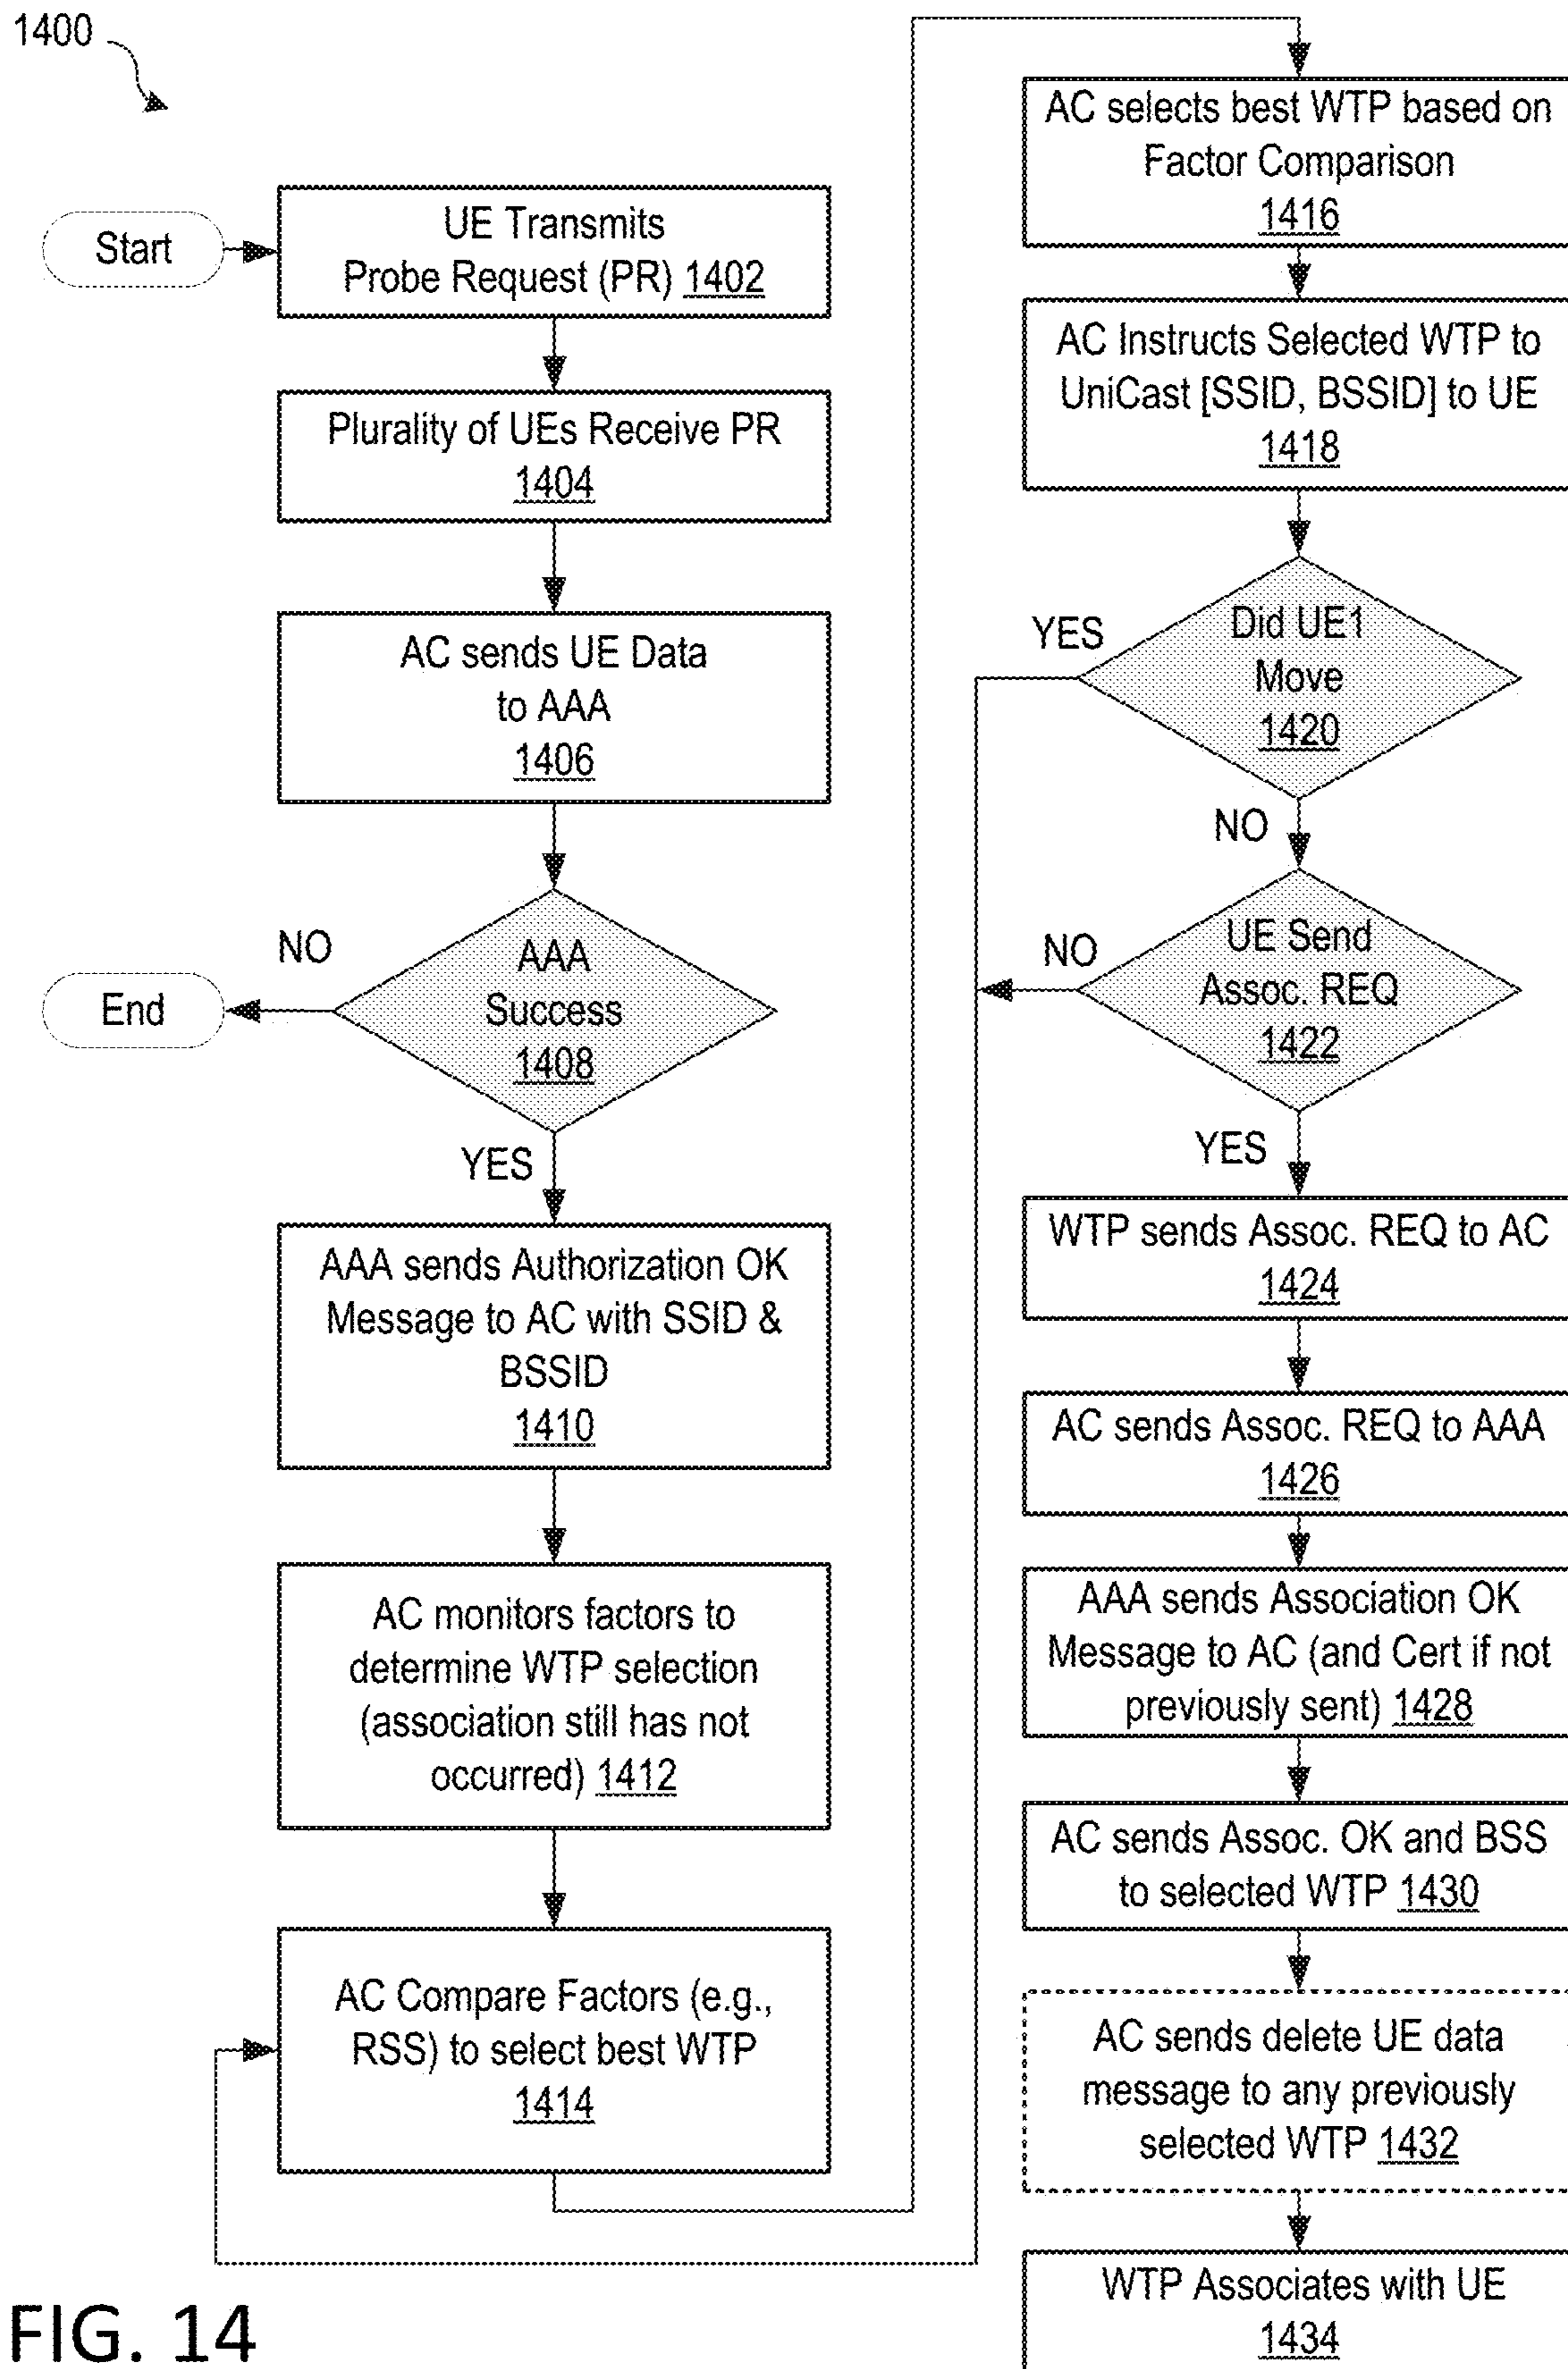 1400
Start
UE Transmits
Probe Request (PR) 1402
Plurality of UEs Receive PR
1404
AC sends UE Data
to AAA
1406
NO
AAA
Success
1408
End
YES
AAA sends Authorization OK
Message to AC with SSID &
BSSID
1410
AC monitors factors to
determine WTP selection
(association still has not
occurred) 1412
AC Compare Factors (e.g.,
RSS) to select best WTP
1414
AC selects best WTP based on
Factor Comparison
1416
AC Instructs Selected WTP to
UniCast [SSID, BSSID] to UE
1418
YES
Did UE1
Move
1420
NO
NO
UE Send
Assoc. REQ
1422
YES
WTP sends Assoc. REQ to AC
1424
AC sends Assoc. REQ to AAA
1426
AAA sends Association OK
Message to AC (and Cert if not
previously sent) 1428
AC sends Assoc. OK and BSS
to selected WTP 1430
AC sends delete UE data
message to any previously
selected WTP 1432
WTP Associates with UE
1434
FIG. 14